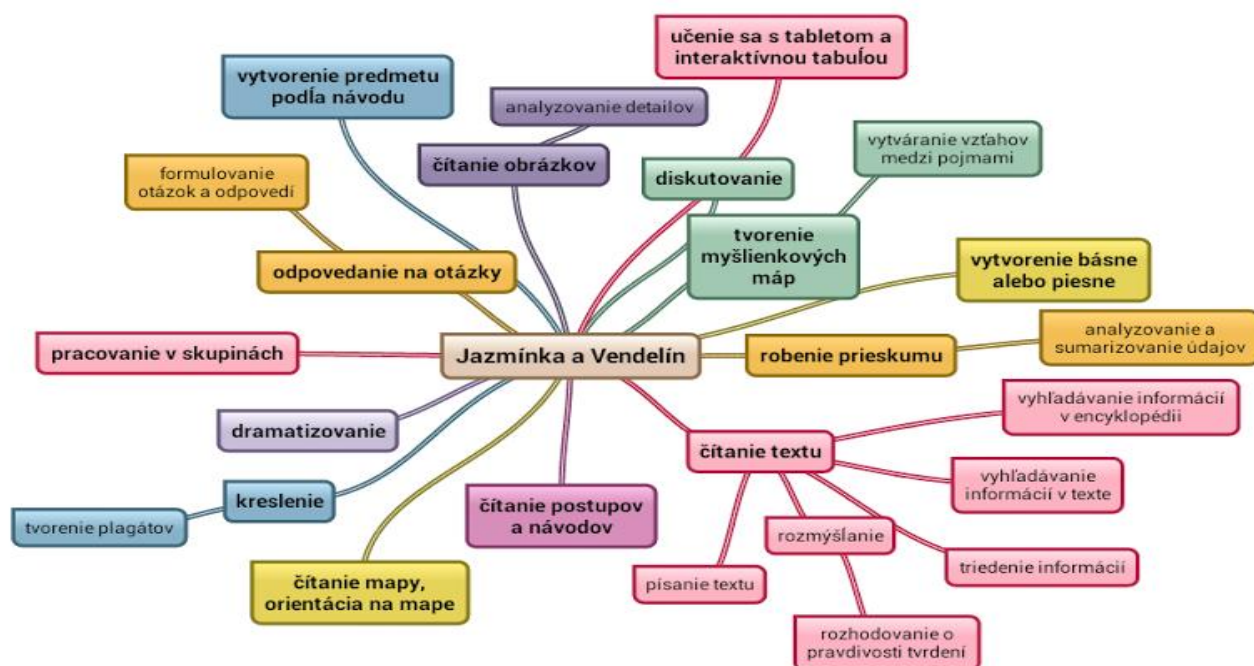 učenie sa s tabletom a
interaktívnou tabuľou
vytvorenie predmetu
podľa návodu
analyzovanie detailov
vytváranie vzťahov
medzi pojmami
formulovanie
otázok a odpovedí
čítanie obrázkov
diskutovanie
tvorenie
myšlienkových
máp
odpovedanie na otázky
vytvorenie básne
alebo piesne
pracovanie v skupinách
Jazmínka a Vendelín
robenie prieskumu
analyzovanie a
sumarizovanie údajov
dramatizovanie
čítanie textu
vyhľadávanie informácií
v encyklopédii
kreslenie
tvorenie plagátov
čítanie postupov
a návodov
vyhľadávanie
informácií v texte
rozmýšľanie
čítanie mapy,
orientácia na mape
písanie textu
triedenie informácií
rozhodovanie o
pravdivosti tvrdení